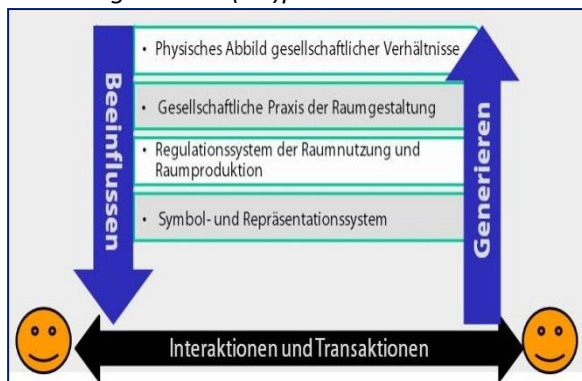 Beeinflussen
• Physisches Abbild gesellschaftlicher Verhältnisse
• Gesellschaftliche Praxis der Raumgestaltung
• Regulationssystem der Raumnutzung und
Raumproduktion
• Symbol- und Repräsentationssystem
Generieren
Interaktionen und Transaktionen